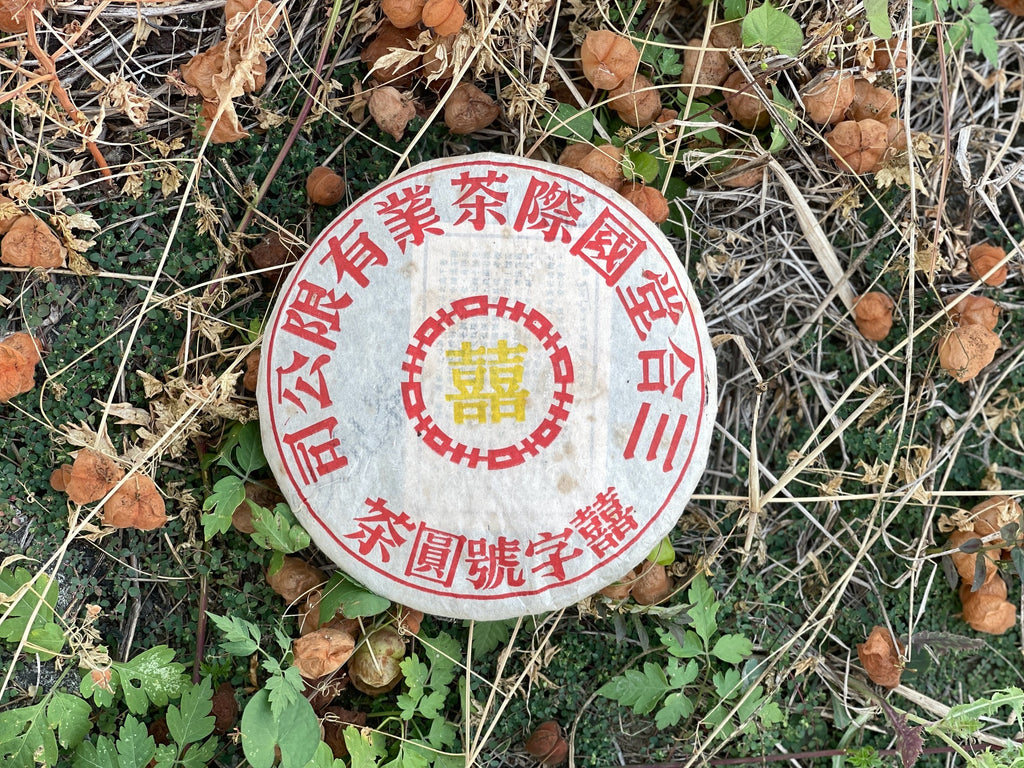 三合堂國際茶業有限公司
囍
囍字號圓茶